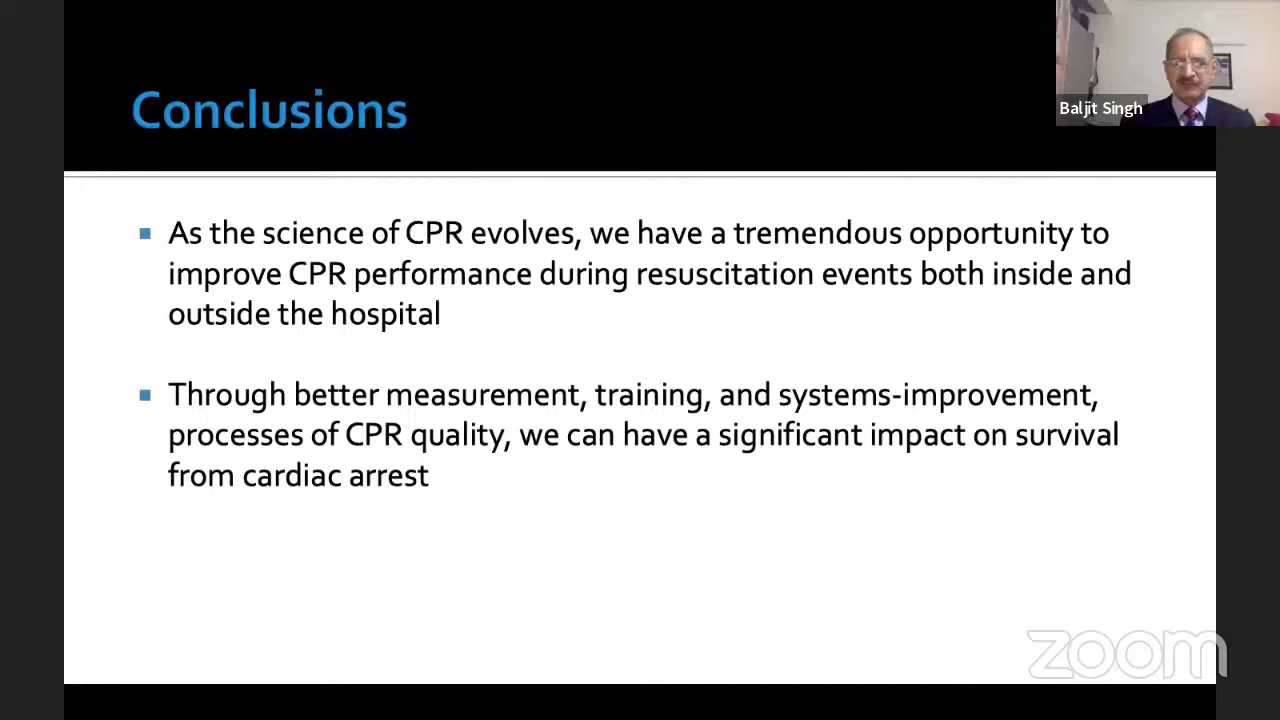 Conclusions
Baljit Singh
As the science of CPR evolves, we have a tremendous opportunity to
improve CPR performance during resuscitation events both inside and
outside the hospital
Through better measurement, training, and systems-improvement,
processes of CPR quality, we can have a significant impact on survival
from cardiac arrest
zoom